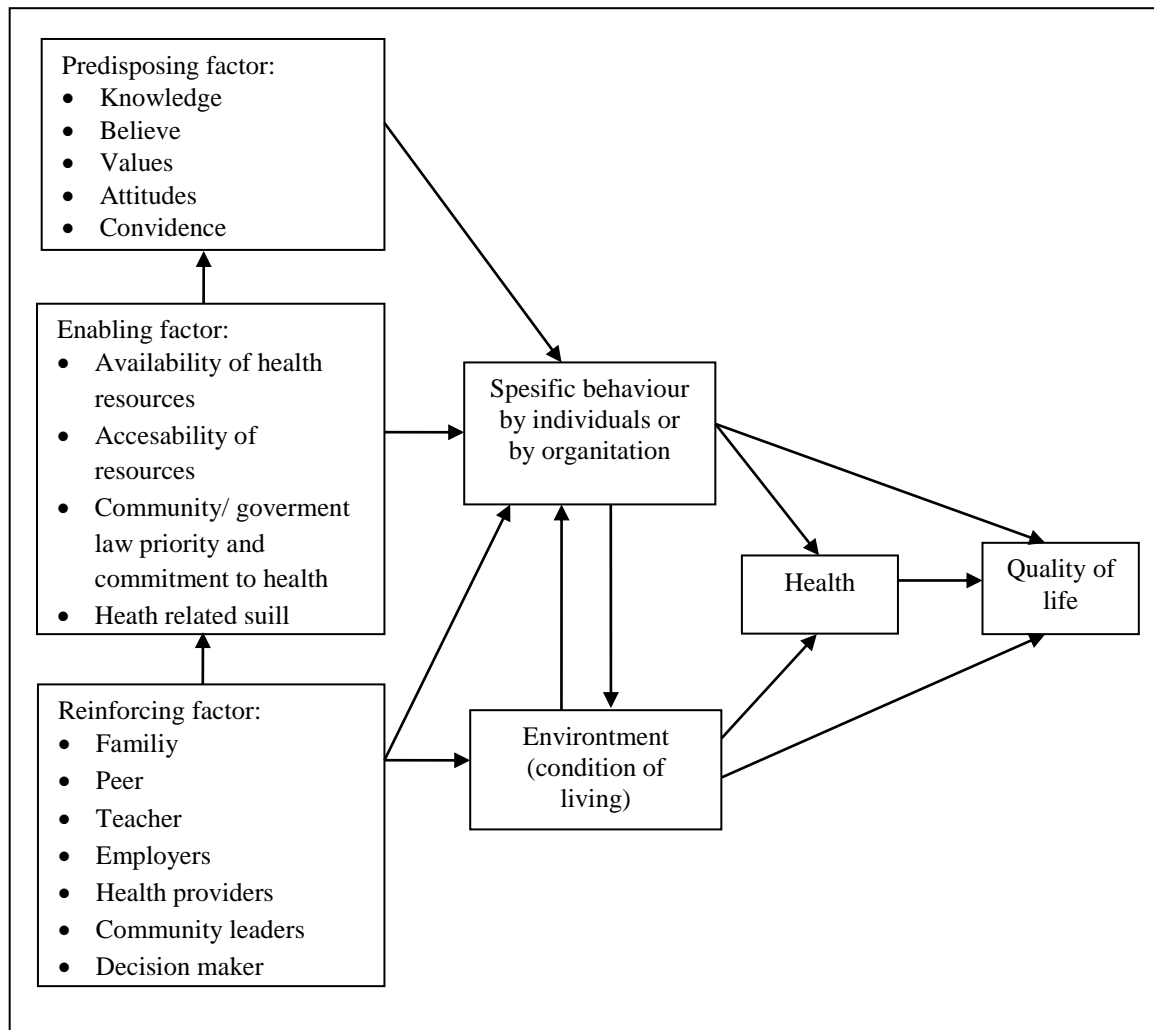 Predisposing factor:
• Knowledge
• Believe
• Values
• Attitudes
• Convidence
Enabling factor:
• Availability of health
resources
• Accesability of
resources
• Community/ goverment
law priority and
commitment to health
• Heath related suill
Reinforcing factor:
• Familiy
• Peer
• Teacher
• Employers
• Health providers
• Community leaders
• Decision maker
Spesific behaviour
by individuals or
by organitation
Environtment
(condition of
living)
Health
Quality of
life